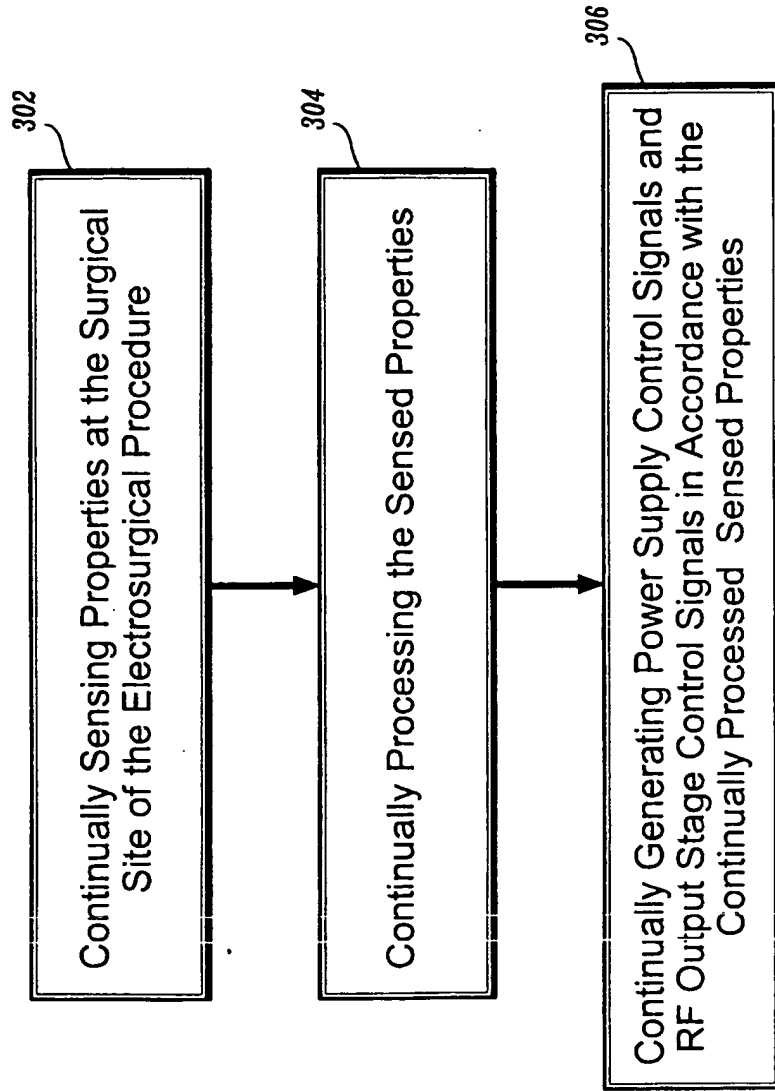 302
Continually Sensing Properties at the Surgical
Site of the Electrosurgical Procedure
304
Continually Processing the Sensed Properties
306
Continually Generating Power Supply Control Signals and
RF Output Stage Control Signals in Accordance with the
Continually Processed Sensed Properties